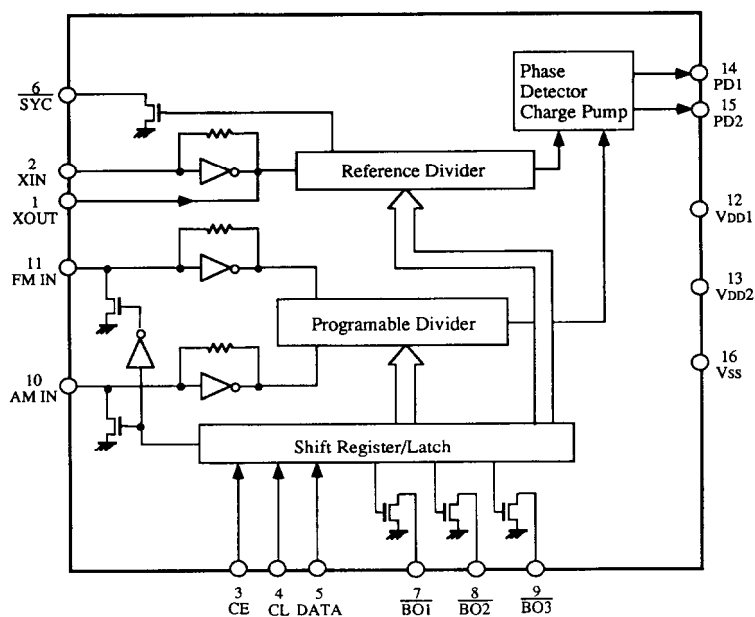 6
SYC
2
XIN
1
XOUT
11
FM IN
10
AM IN
Phase
Detector
Charge Pump
14
PD1
15
PD2
Reference Divider
12
VDD1
13
VDD2
Programable Divider
16
VSS
Shift Register/Latch
3
CE
4
CL
5
DATA
7
BO1
8
BO2
9
BO3